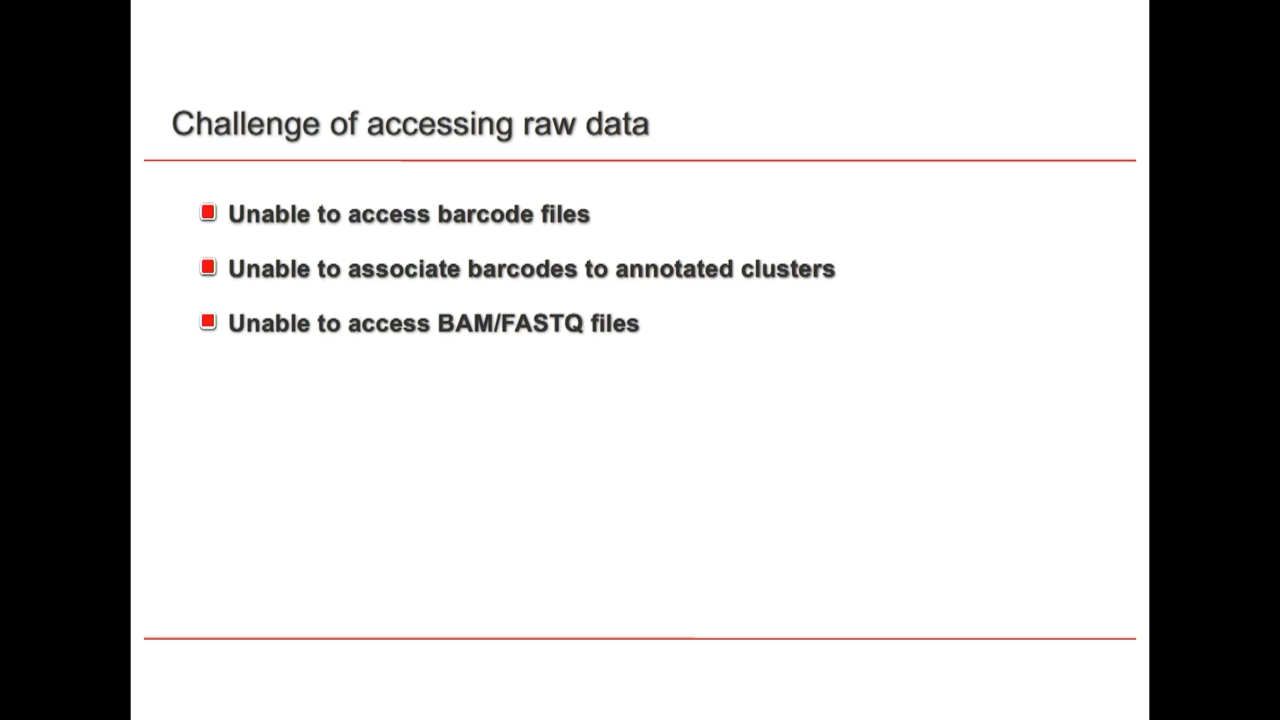 Challenge of accessing raw data
Unable to access barcode files
Unable to associate barcodes to annotated clusters
Unable to access BAM/FASTQ files